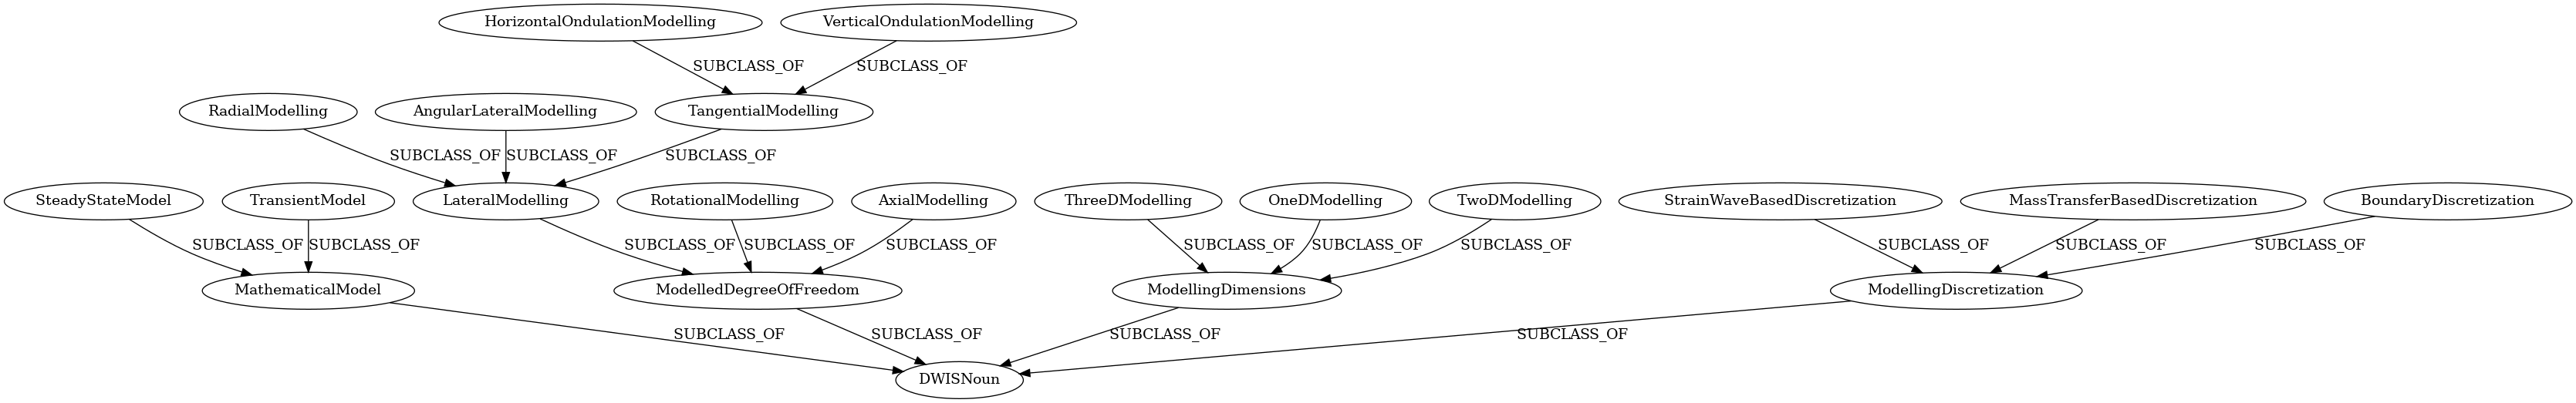 HorizontalOndulationModelling
VerticalOndulationModelling
SUBCLASS_OF
SUBCLASS_OF
RadialModelling
AngularLateralModelling
TangentialModelling
SUBCLASS_OF
SUBCLASS_OF
SUBCLASS_OF
SteadyStateModel
TransientModel
LateralModelling
RotationalModelling
AxialModelling
ThreeDModelling
OneDModelling
TwoDModelling
StrainWaveBasedDiscretization
MassTransferBasedDiscretization
BoundaryDiscretization
SUBCLASS_OF
SUBCLASS_OF
SUBCLASS_OF
SUBCLASS_OF
SUBCLASS_OF
SUBCLASS_OF
SUBCLASS_OF
SUBCLASS_OF
SUBCLASS_OF
SUBCLASS_OF
SUBCLASS_OF
MathematicalModel
ModelledDegreeOfFreedom
ModellingDimensions
ModellingDiscretization
SUBCLASS_OF
SUBCLASS_OF
SUBCLASS_OF
SUBCLASS_OF
DWISNoun